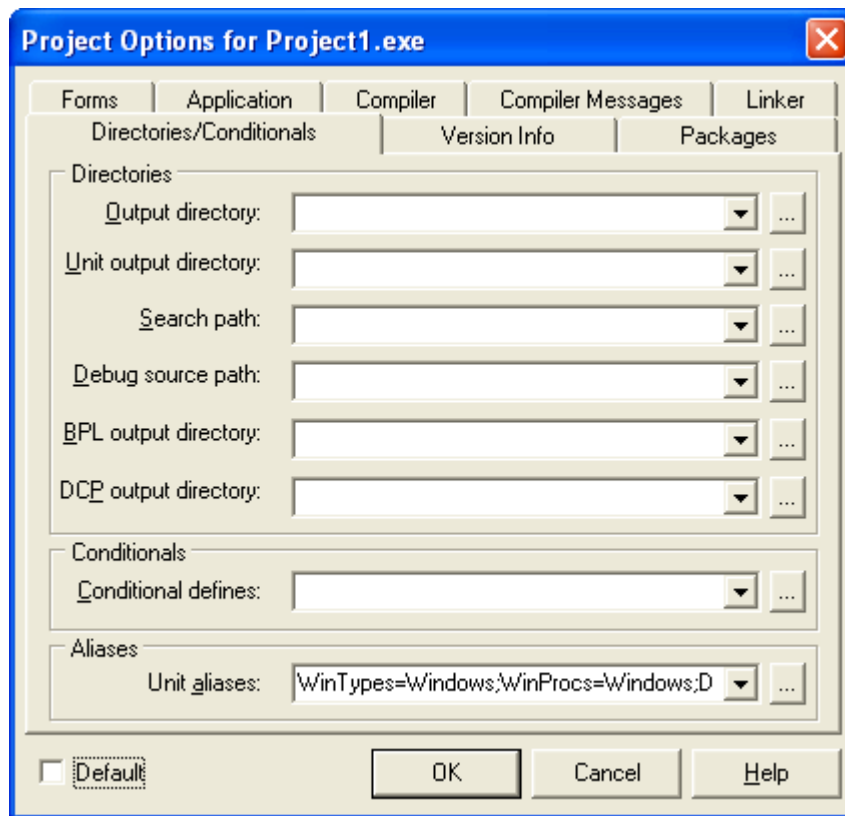 Project Options for Project1.exe
Forms Application Compiler Compiler Messages Linker
Directories/Conditionals Version Info Packages
Directories
Output directory: ...
Unit output directory: ...
Search path: ...
Debug source path: ...
BPL output directory: ...
DCP output directory: ...
Conditionals
Conditional defines: ...
Aliases
Unit aliases: WinTypes=Windows;WinProcs=Windows;D ...
Default OK Cancel Help